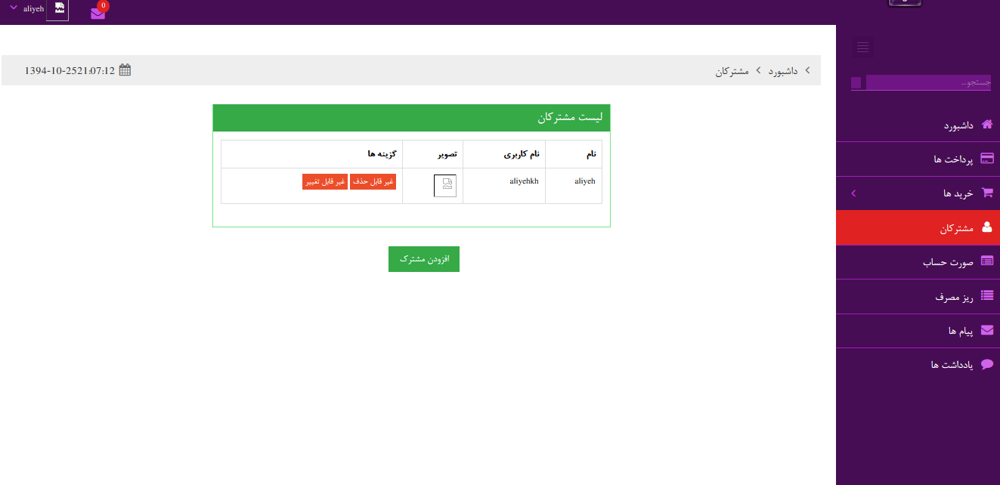 aliyeh
0
جستجو...
داشبورد
پرداخت ها
خرید ها
مشترکان
صورت حساب
ریز مصرف
پیام ها
یادداشت ها
داشبورد > مشترکان
1394-10-2521:07:12
لیست مشترکان
نام نام کاربری تصویر گزینه ها
aliyeh aliyehkh غیر قابل حذف غیر قابل تغییر
افزودن مشترک